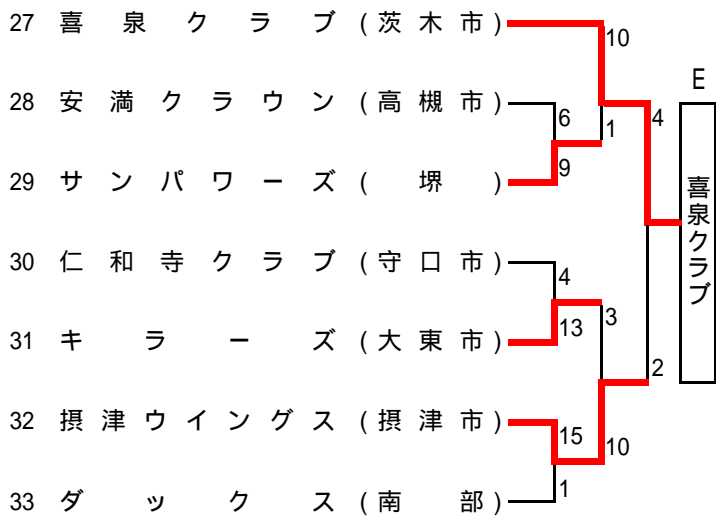 27 喜泉クラブ (茨木市)
10
E
28 安満クラウン (高槻市)
6
1
4
29 サンパワーズ (堺)
9
喜泉クラブ
30 仁和寺クラブ (守口市)
4
3
31 キラーズ (大東市)
13
2
32 摂津ウイングス (摂津市)
15
10
33 ダックス (南部)
1